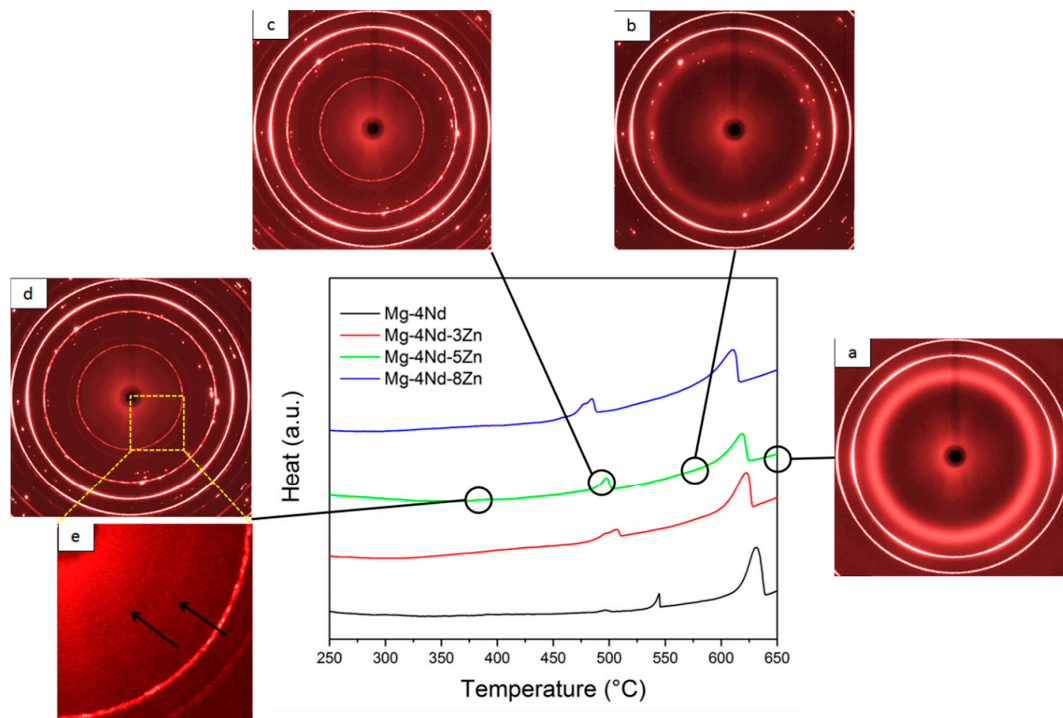 c
b
d
a
e
Mg-4Nd
Mg-4Nd-3Zn
Mg-4Nd-5Zn
Mg-4Nd-8Zn
Heat (a.u.)
250 300 350 400 450 500 550 600 650
Temperature (°C)